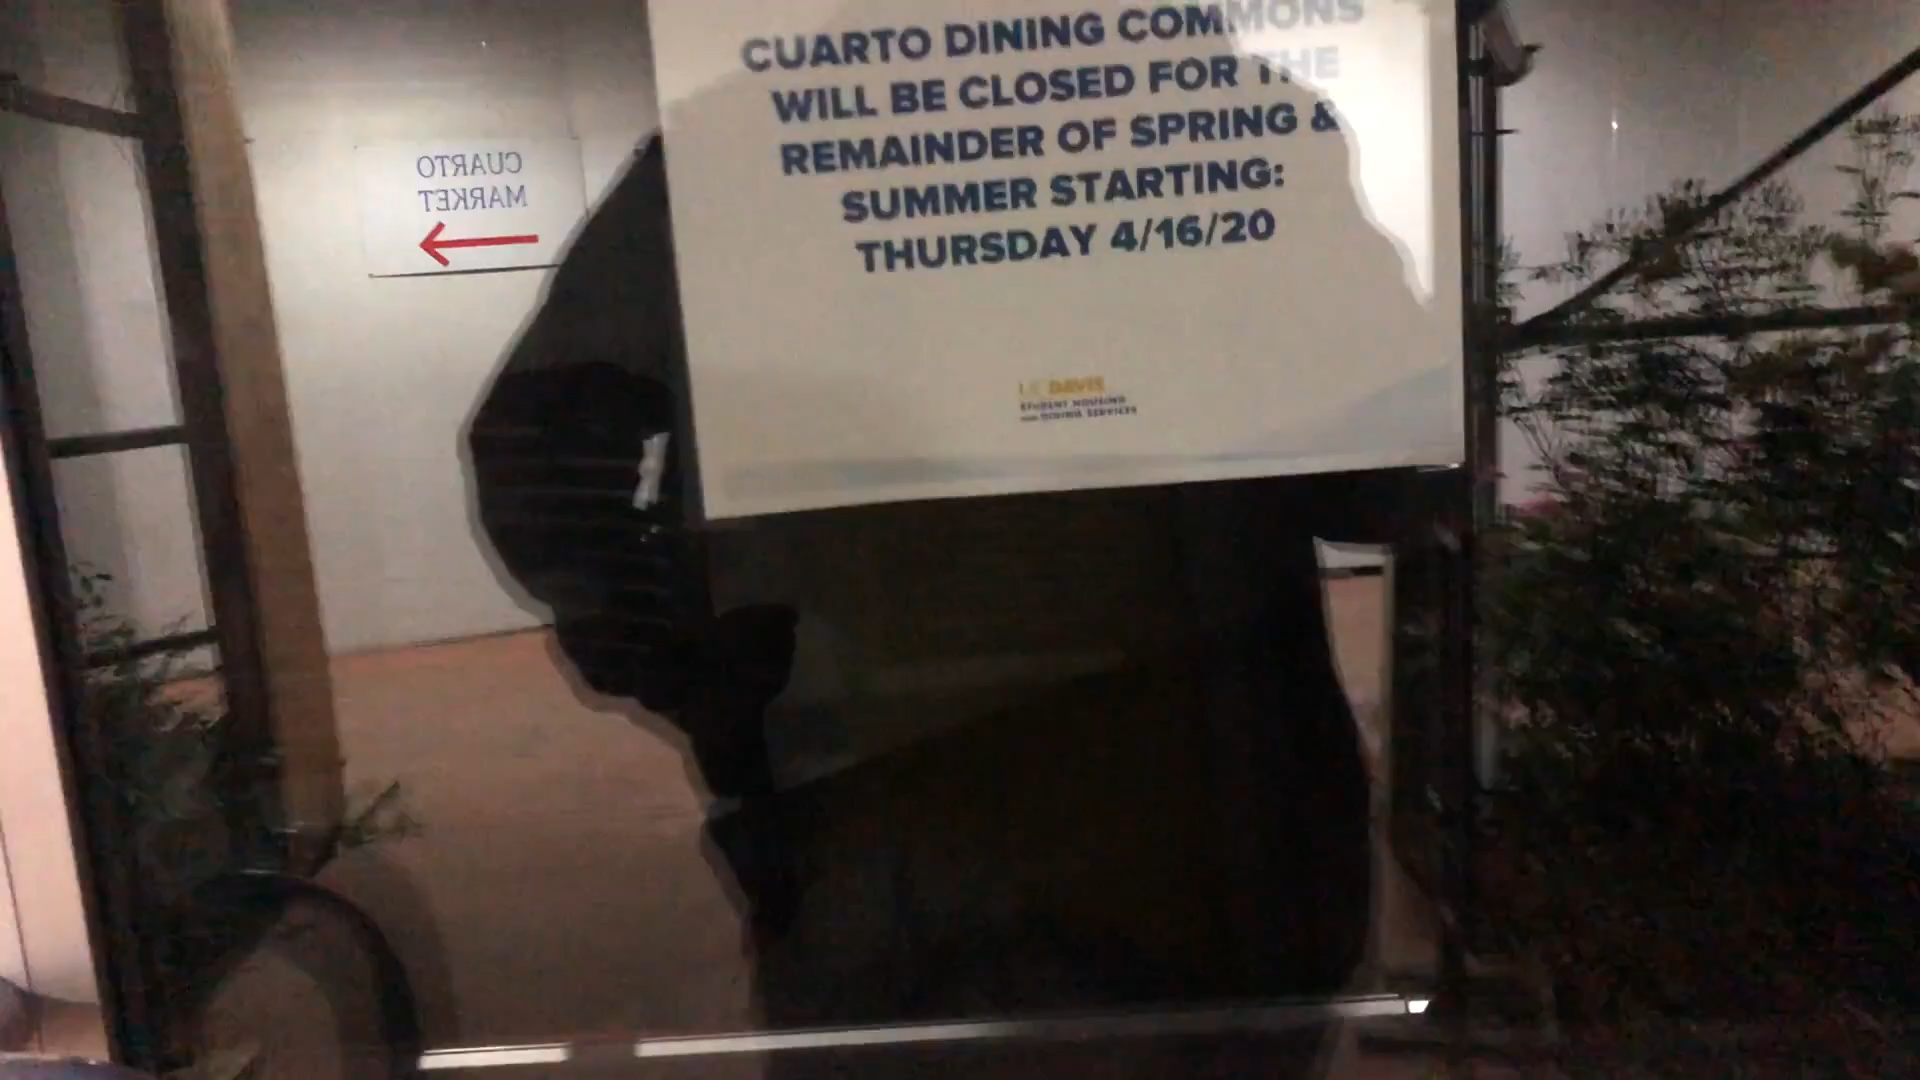 CUARTO DINING COMMONS
WILL BE CLOSED FOR THE
REMAINDER OF SPRING &
SUMMER STARTING:
THURSDAY 4/16/20
UC DAVIS
STUDENT HOUSING
AND DINING SERVICES
CUARTO
MARKET